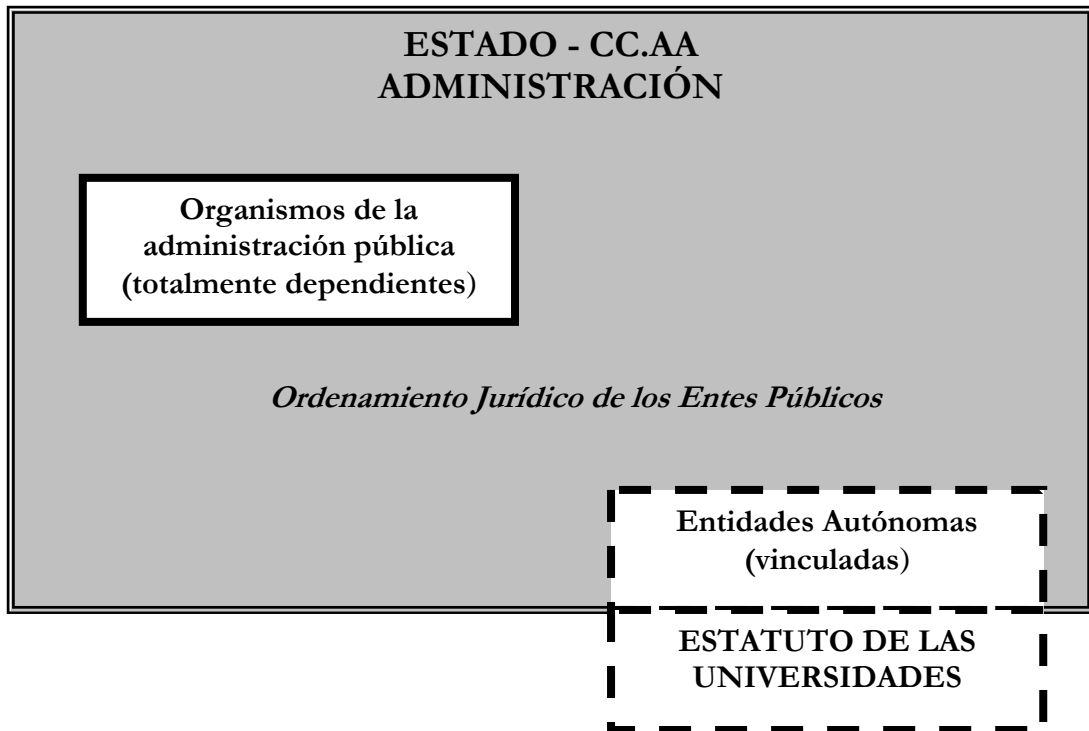 ESTADO - CC.AA
ADMINISTRACIÓN
Organismos de la
administración pública
(totalmente dependientes)
Ordenamiento Jurídico de los Entes Públicos
Entidades Autónomas
(vinculadas)
ESTATUTO DE LAS
UNIVERSIDADES